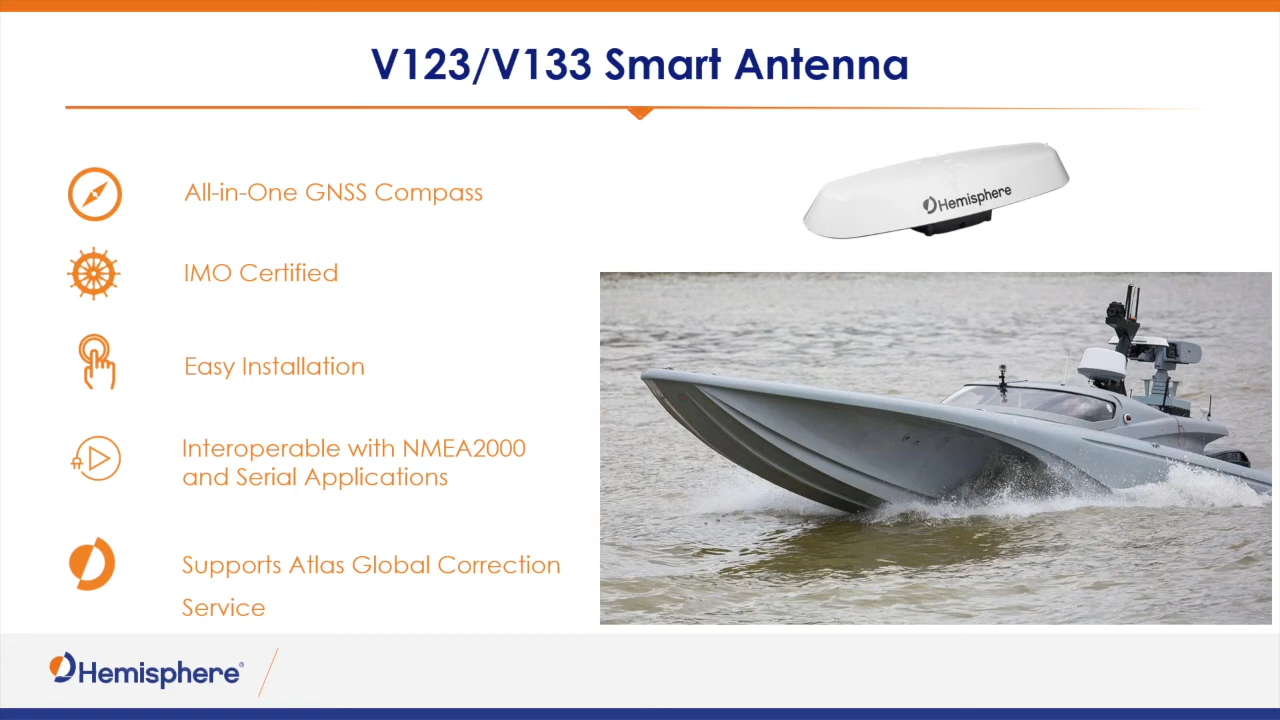 V123/V133 Smart Antenna
All-in-One GNSS Compass
Hemisphere
IMO Certified
Easy Installation
Interoperable with NMEA2000
and Serial Applications
Supports Atlas Global Correction
Service
Hemisphere®